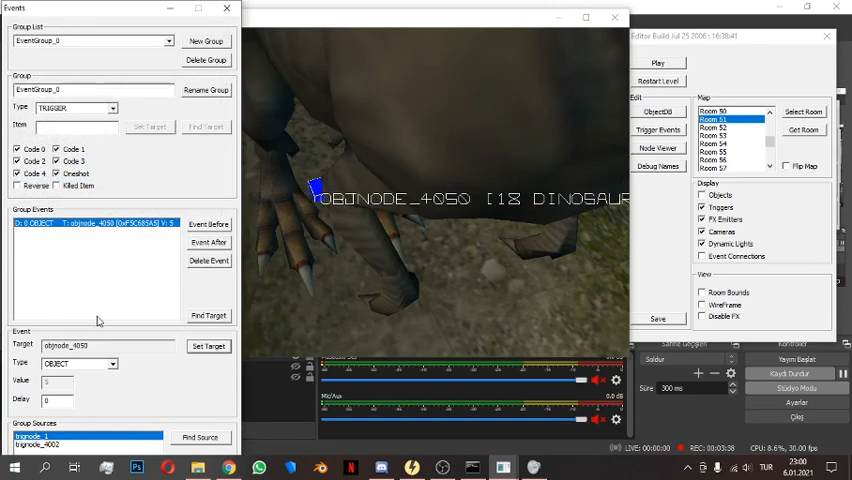 Events
Group List
EventGroup_0
New Group
Delete Group
Group
EventGroup_0
Rename Group
Type
TRIGGER
Item
Set Target
Find Target
Code 0
Code 1
Code 2
Code 3
Code 4
Oneshot
Reverse
Killed Item
Group Events
D: 0 OBJECT T: objnode_4050 [0xF5C685A5] V: 5
Event Before
Event After
Delete Event
Find Target
Event
Target
objnode_4050
Set Target
Type
OBJECT
Value
5
Delay
0
Group Sources
trignode_1
trignode_4002
Find Source
OBJNODE_4050 [18 DINOSAUR
Editor Build Jul 25 2006 : 16:38:41
Play
Restart Level
Edit
ObjectDB
Trigger Events
Node Viewer
Debug Names
Save
Map
Room 50
Room 51
Room 52
Room 53
Room 54
Room 55
Room 56
Room 57
Select Room
Get Room
Flip Map
Display
Objects
Triggers
FX Emitters
Cameras
Dynamic Lights
Event Connections
View
Room Bounds
WireFrame
Disable FX
Mic/Aux
0.0 dB
Sahne Geçişleri
Soldur
Süre
300 ms
Kontroller
Yayını Başlat
Kaydı Durdur
Stüdyo Modu
Ayarlar
Çıkış
LIVE: 00:00:00
REC: 00:03:38
CPU: 8.6%, 30.00 fps
TUR
23:00
6.01.2021